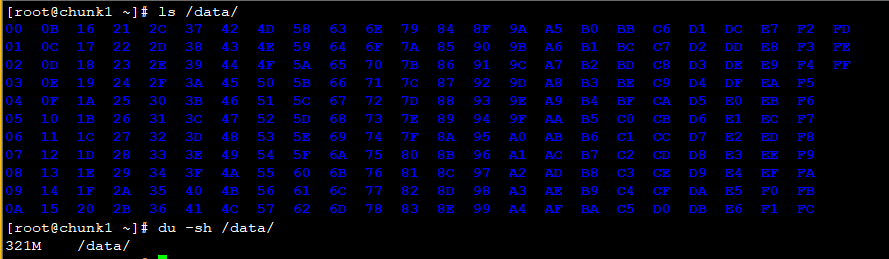 [root@chunk1 ~]# ls /data/
00 0B 16 21 2C 37 42 4D 58 63 6E 79 84 8F 9A A5 B0 BB C6 D1 DC E7 F2 FD
01 0C 17 22 2D 38 43 4E 59 64 6F 7A 85 90 9B A6 B1 BC C7 D2 DD E8 F3 FE
02 0D 18 23 2E 39 44 4F 5A 65 70 7B 86 91 9C A7 B2 BD C8 D3 DE E9 F4 FF
03 0E 19 24 2F 3A 45 50 5B 66 71 7C 87 92 9D A8 B3 BE C9 D4 DF EA F5
04 0F 1A 25 30 3B 46 51 5C 67 72 7D 88 93 9E A9 B4 BF CA D5 E0 EB F6
05 10 1B 26 31 3C 47 52 5D 68 73 7E 89 94 9F AA B5 C0 CB D6 E1 EC F7
06 11 1C 27 32 3D 48 53 5E 69 74 7F 8A 95 A0 AB B6 C1 CC D7 E2 ED F8
07 12 1D 28 33 3E 49 54 5F 6A 75 80 8B 96 A1 AC B7 C2 CD D8 E3 EE F9
08 13 1E 29 34 3F 4A 55 60 6B 76 81 8C 97 A2 AD B8 C3 CE D9 E4 EF FA
09 14 1F 2A 35 40 4B 56 61 6C 77 82 8D 98 A3 AE B9 C4 CF DA E5 F0 FB
0A 15 20 2B 36 41 4C 57 62 6D 78 83 8E 99 A4 AF BA C5 D0 DB E6 F1 FC
[root@chunk1 ~]# du -sh /data/
321M /data/